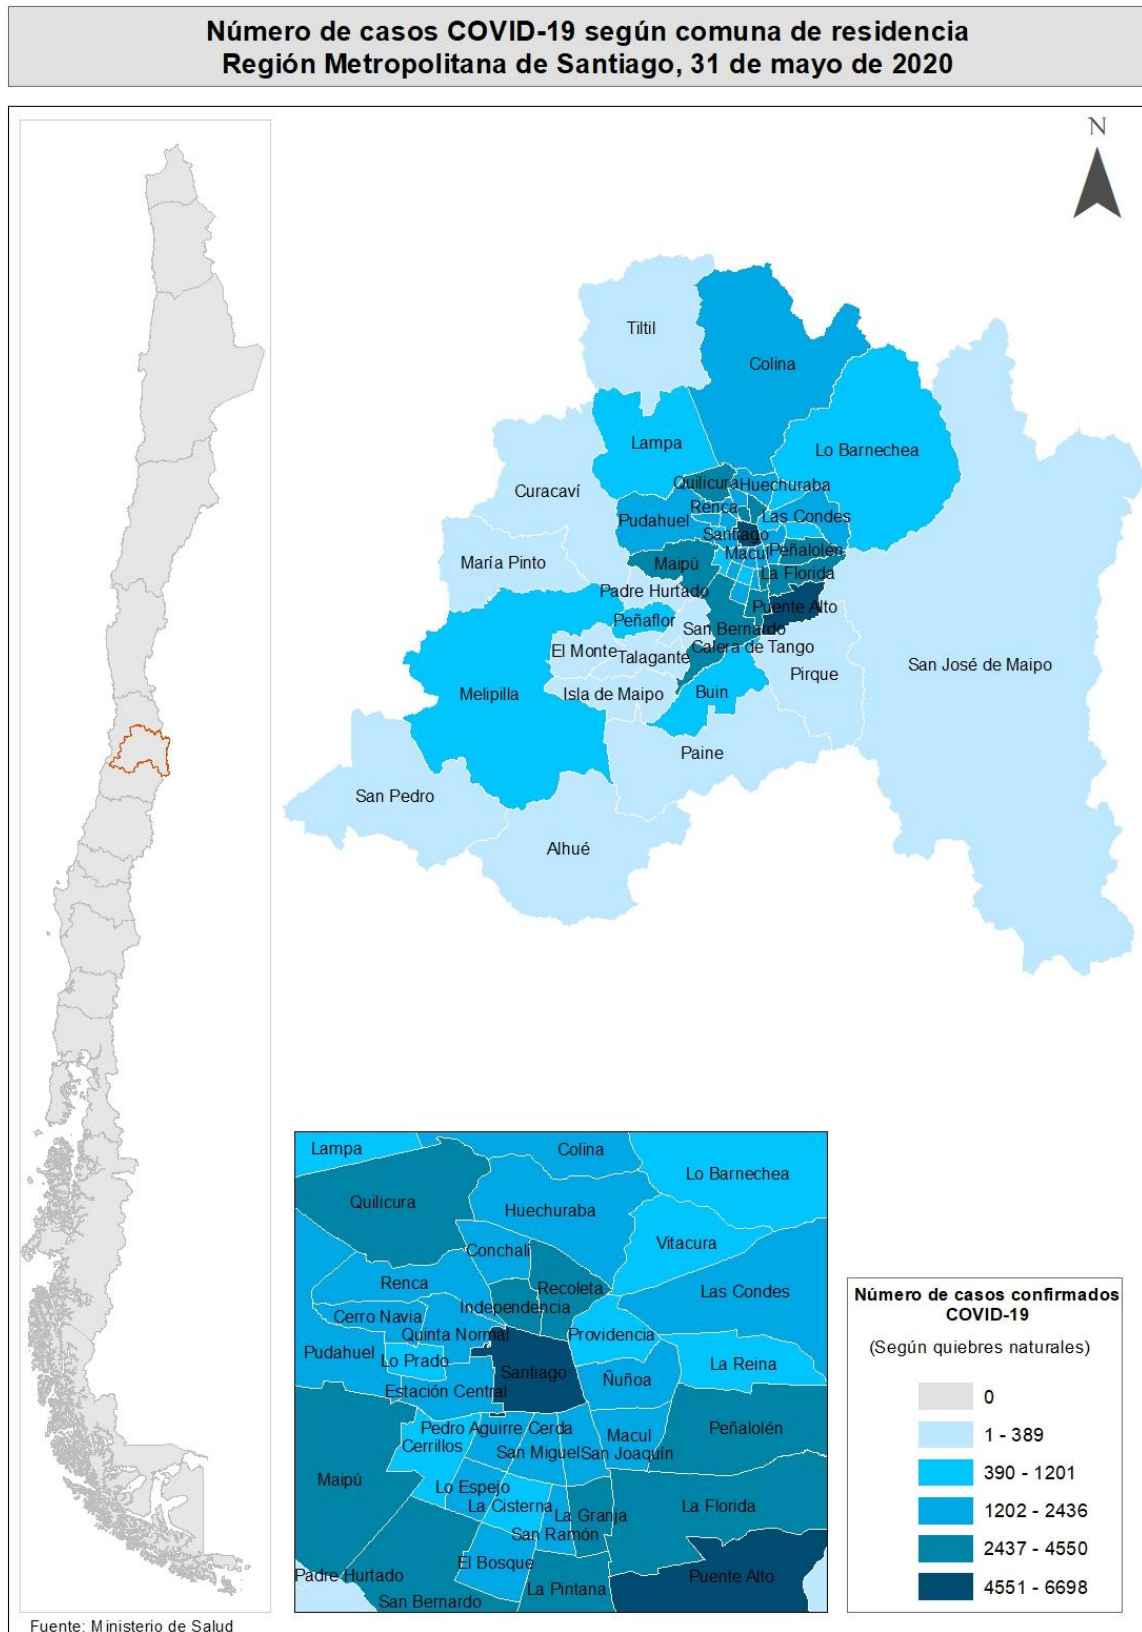 Número de casos COVID-19 según comuna de residencia
Región Metropolitana de Santiago, 31 de mayo de 2020
N
Tiltil
Colina
Lampa
Lo Barnechea
Curacaví
Quilicura
Huechuraba
Renca
Pudahuel
Las Condes
Santiago
María Pinto
Maipú
Macul
Peñalolén
La Florida
Padre Hurtado
Puente Alto
Peñaflor
San Bernardo
El Monte
Talagante
Calera de Tango
San José de Maipo
Pirque
Melipilla
Isla de Maipo
Buin
Paine
San Pedro
Alhué
Lampa
Colina
Lo Barnechea
Quilicura
Huechuraba
Vitacura
Conchalí
Renca
Recoleta
Las Condes
Independencia
Cerro Navia
Quinta Normal
Providencia
Pudahuel
Lo Prado
La Reina
Santiago
Ñuñoa
Estación Central
Pedro Aguirre Cerda
Peñalolén
Macul
Cerrillos
San Miguel
San Joaquín
Maipú
Lo Espejo
La Cisterna
La Granja
La Florida
San Ramón
El Bosque
Padre Hurtado
Puente Alto
La Pintana
San Bernardo
Número de casos confirmados
COVID-19
(Según quiebres naturales)
0
1 - 389
390 - 1201
1202 - 2436
2437 - 4550
4551 - 6698
Fuente: Ministerio de Salud